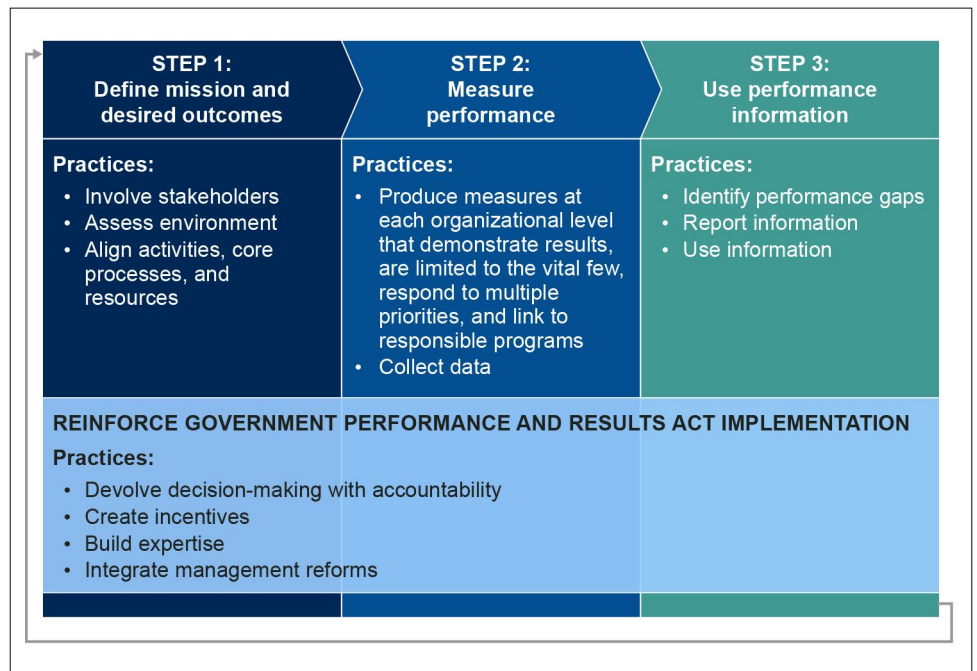 STEP 1:
Define mission and
desired outcomes
STEP 2:
Measure
performance
STEP 3:
Use performance
information
Practices:
• Involve stakeholders
• Assess environment
• Align activities, core
processes, and
resources
Practices:
• Produce measures at
each organizational level
that demonstrate results,
are limited to the vital few,
respond to multiple
priorities, and link to
responsible programs
• Collect data
Practices:
• Identify performance gaps
• Report information
• Use information
REINFORCE GOVERNMENT PERFORMANCE AND RESULTS ACT IMPLEMENTATION
Practices:
• Devolve decision-making with accountability
• Create incentives
• Build expertise
• Integrate management reforms